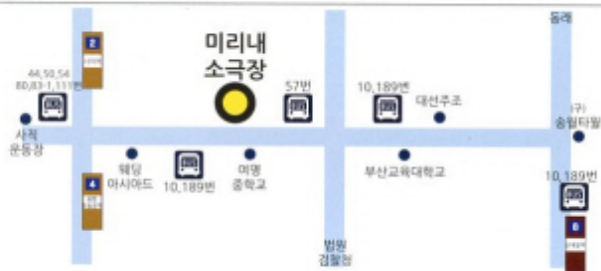 동래
2
미리내
소극장
44,50,54
80,83-1,111번
57번
10,189번
대선주조
(구)
송월타월
사직
운동장
웨딩
아시아드
10,189번
여명
중학교
부산교육대학교
10,189번
4
법원
검찰청
6